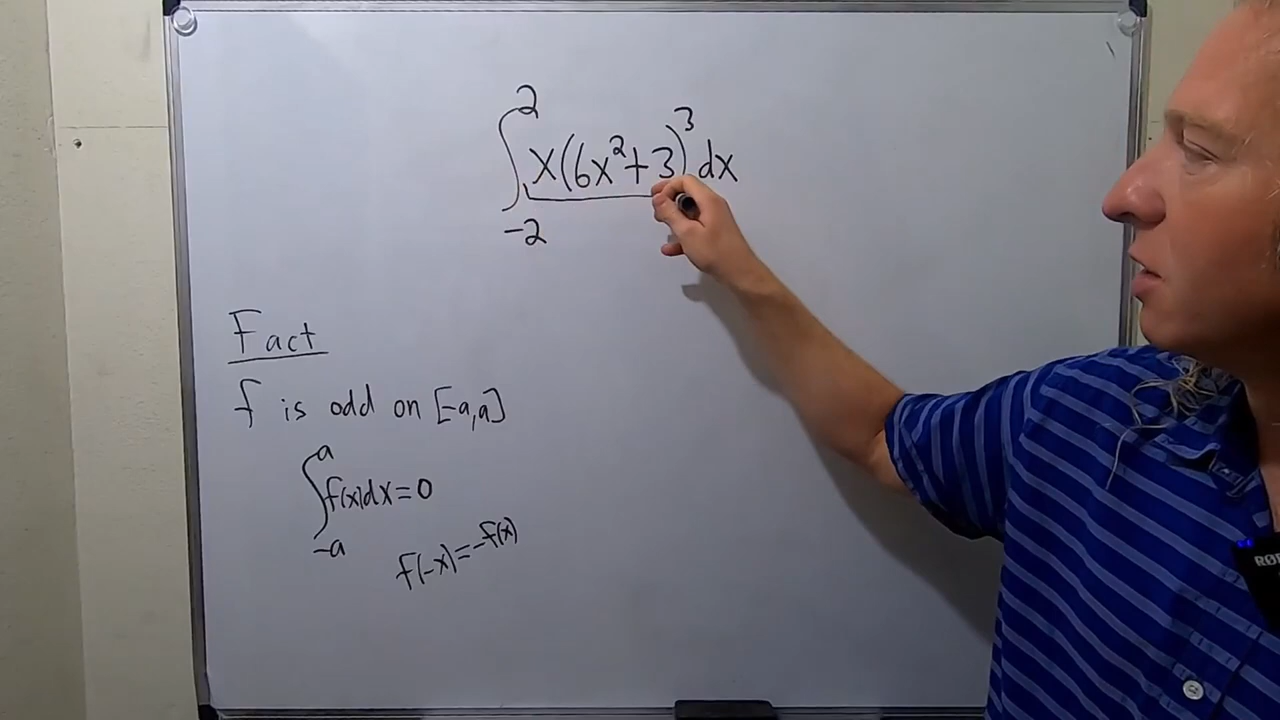 ∫_{-2}^{2} x(6x²+3)³ dx
Fact
f is odd on [-a,a]
∫_{-a}^{a} f(x)dx=0
f(-x)=-f(x)